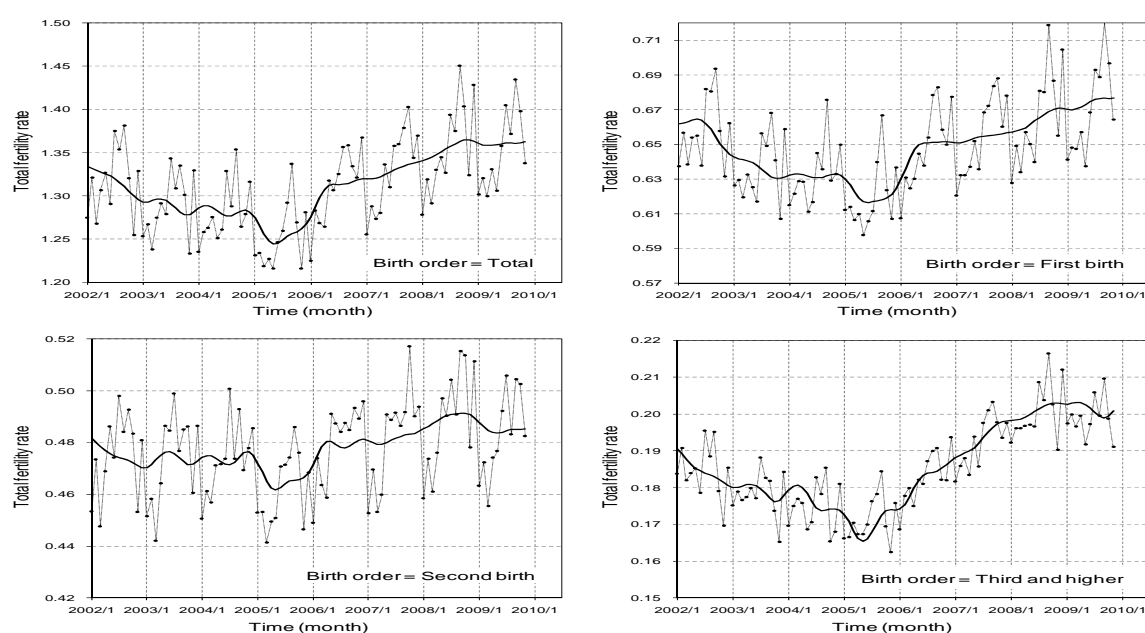 1.50
1.45
1.40
1.35
1.30
1.25
1.20
Total fertility rate
Birth order = Total
2002/1 2003/1 2004/1 2005/1 2006/1 2007/1 2008/1 2009/1 2010/1
Time (month)
0.71
0.69
0.67
0.65
0.63
0.61
0.59
0.57
Total fertility rate
Birth order = First birth
2002/1 2003/1 2004/1 2005/1 2006/1 2007/1 2008/1 2009/1 2010/1
Time (month)
0.52
0.50
0.48
0.46
0.44
0.42
Total fertility rate
Birth order = Second birth
2002/1 2003/1 2004/1 2005/1 2006/1 2007/1 2008/1 2009/1 2010/1
Time (month)
0.22
0.21
0.20
0.19
0.18
0.17
0.16
0.15
Total fertility rate
Birth order = Third and higher
2002/1 2003/1 2004/1 2005/1 2006/1 2007/1 2008/1 2009/1 2010/1
Time (month)